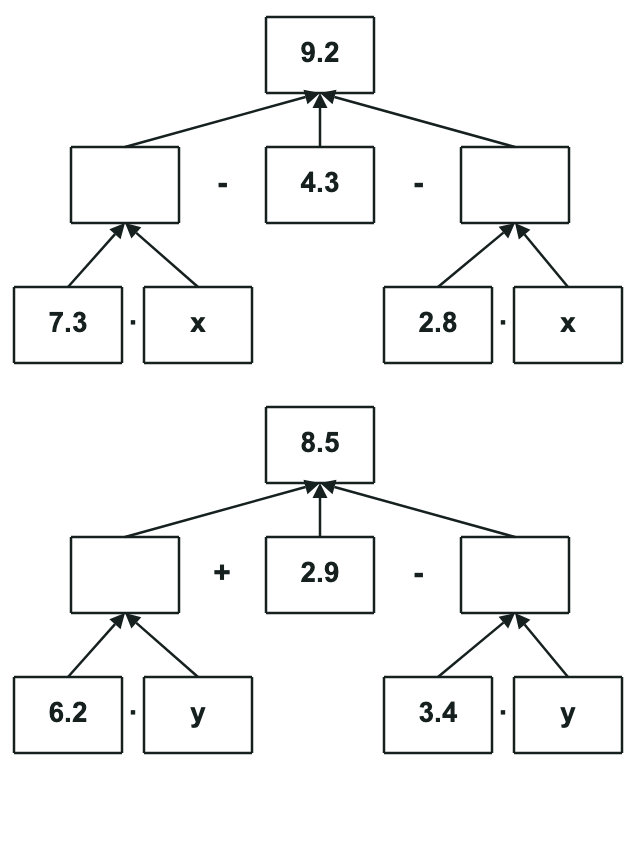 9.2
- 4.3 -
7.3 · x 2.8 · x
8.5
+ 2.9 -
6.2 · y 3.4 · y